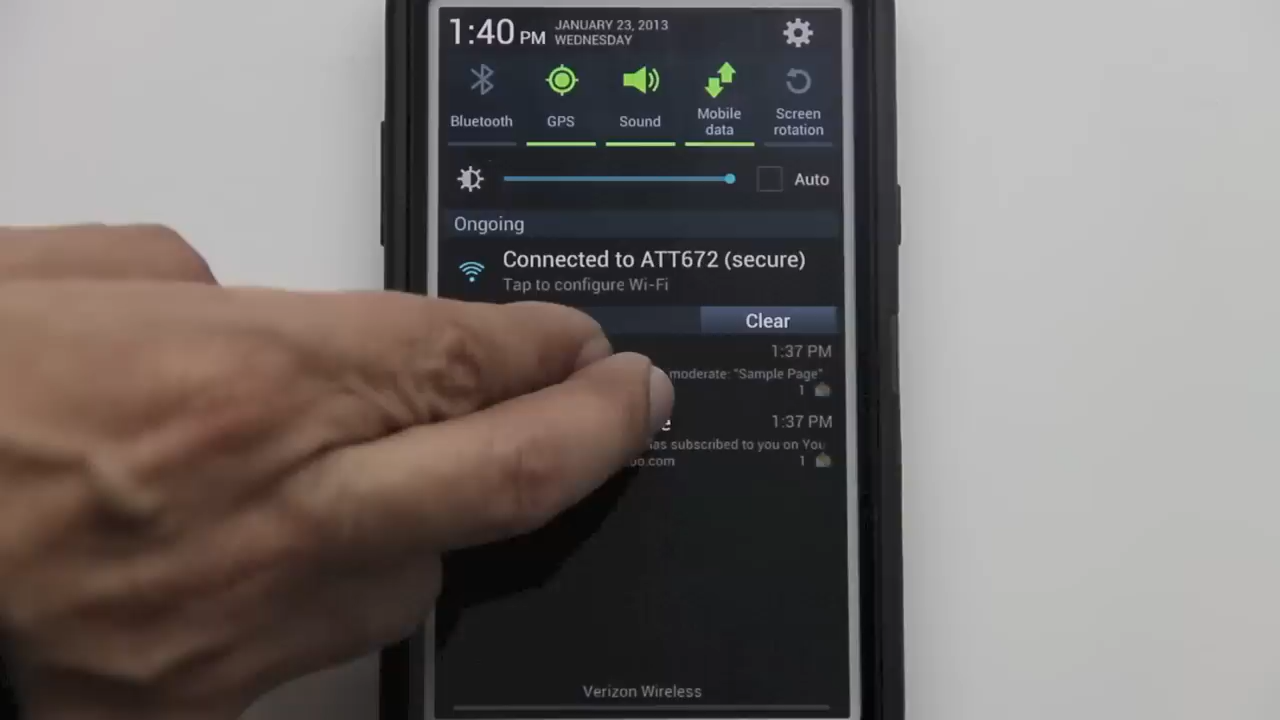 1:40 PM
JANUARY 23, 2013
WEDNESDAY
Bluetooth
GPS
Sound
Mobile
data
Screen
rotation
Auto
Ongoing
Connected to ATT672 (secure)
Tap to configure Wi-Fi
Clear
1:37 PM
moderate: "Sample Page"
1
1:37 PM
has subscribed to you on You
1
Verizon Wireless